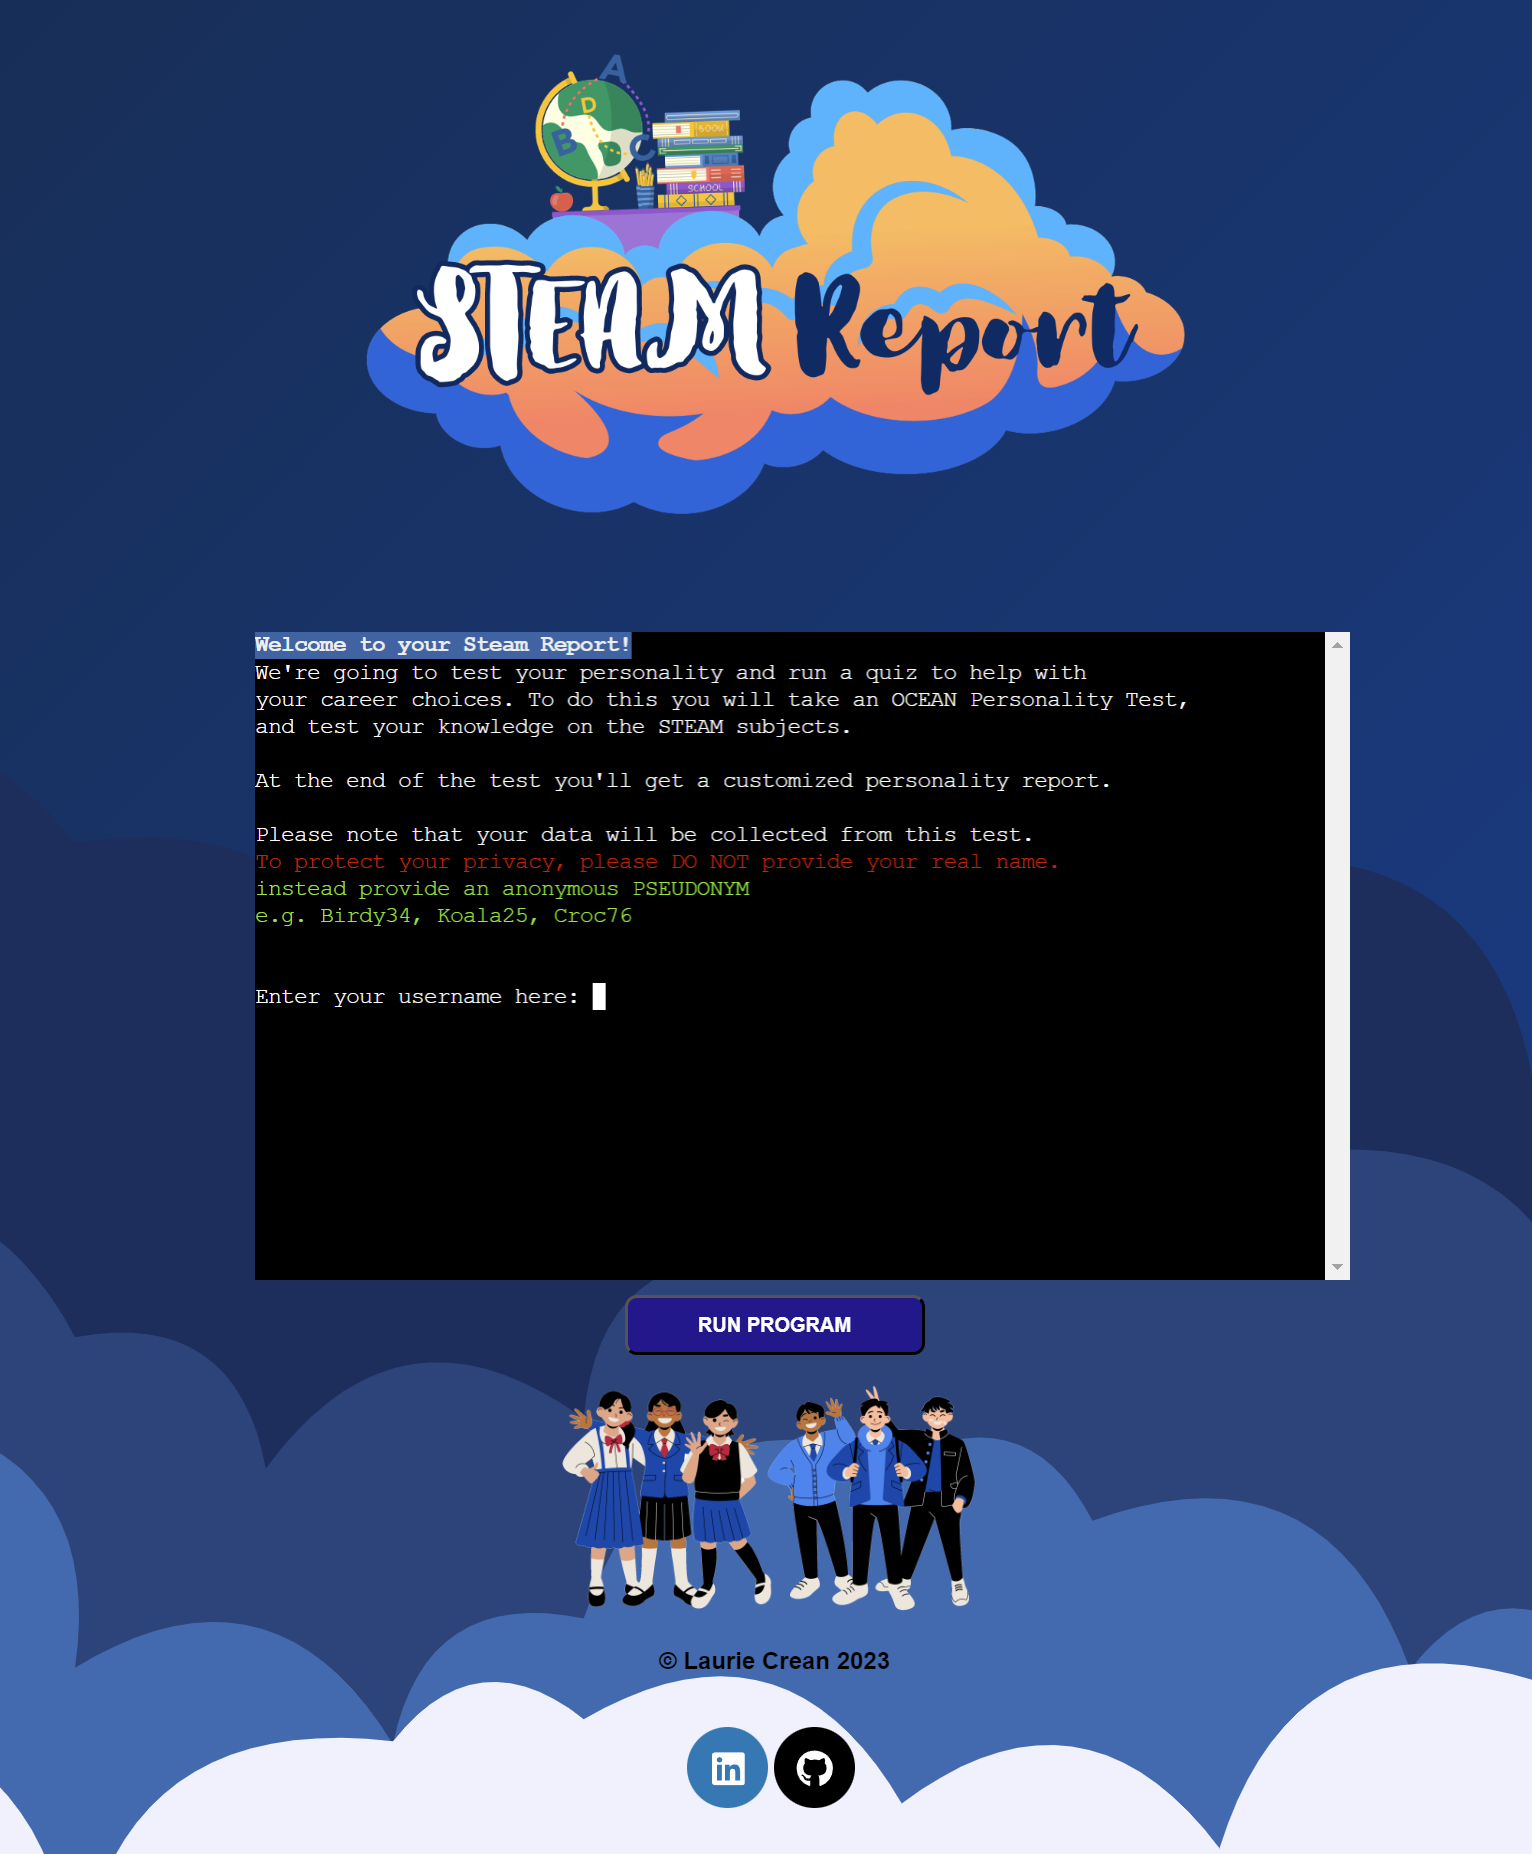 A
D
B
C
BOOK
SCHOOL
STEAM Report
Welcome to your Steam Report!
We're going to test your personality and run a quiz to help with
your career choices. To do this you will take an OCEAN Personality Test,
and test your knowledge on the STEAM subjects.
At the end of the test you'll get a customized personality report.
Please note that your data will be collected from this test.
To protect your privacy, please DO NOT provide your real name.
instead provide an anonymous PSEUDONYM
e.g. Birdy34, Koala25, Croc76
Enter your username here:
RUN PROGRAM
© Laurie Crean 2023
in